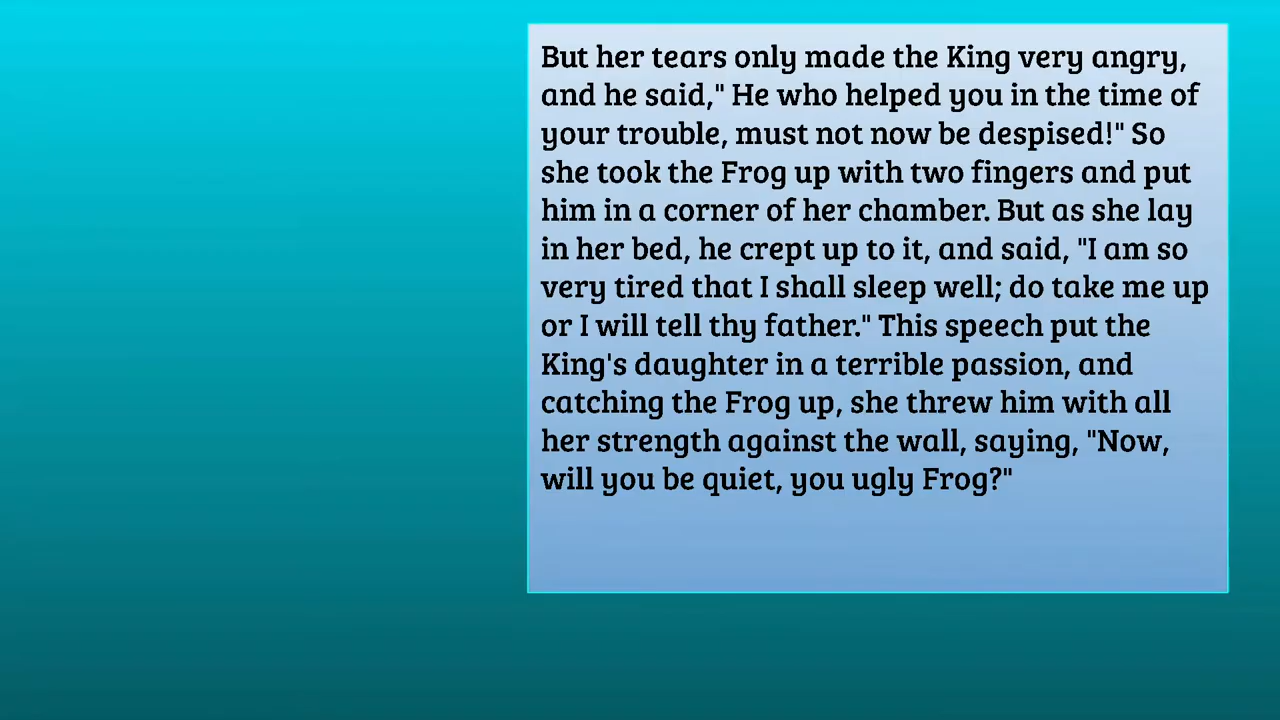 But her tears only made the King very angry,
and he said," He who helped you in the time of
your trouble, must not now be despised!" So
she took the Frog up with two fingers and put
him in a corner of her chamber. But as she lay
in her bed, he crept up to it, and said, "I am so
very tired that I shall sleep well; do take me up
or I will tell thy father." This speech put the
King's daughter in a terrible passion, and
catching the Frog up, she threw him with all
her strength against the wall, saying, "Now,
will you be quiet, you ugly Frog?"